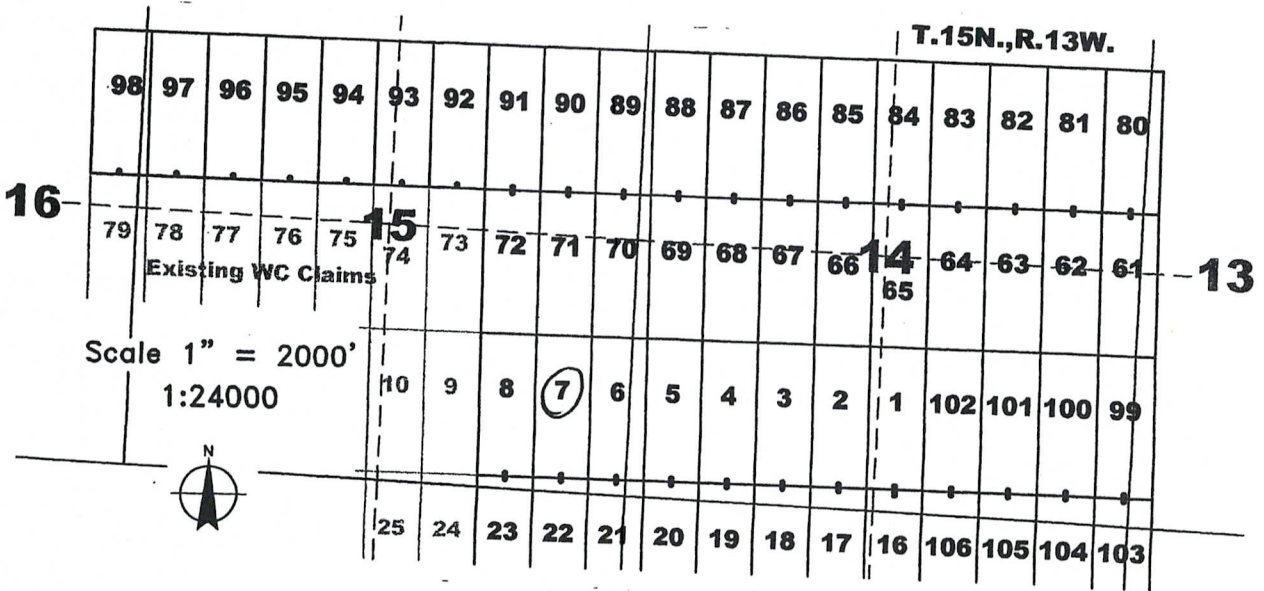 T.15N.,R.13W.
98 97 96 95 94 93 92 91 90 89 88 87 86 85 84 83 82 81 80
16 15 14 13
79 78 77 76 75 74 73 72 71 70 69 68 67 66 65 64 63 62 61
Existing WC Claims
Scale 1" = 2000'
1:24000
10 9 8 7 6 5 4 3 2 1 102 101 100 99
N
25 24 23 22 21 20 19 18 17 16 106 105 104 103